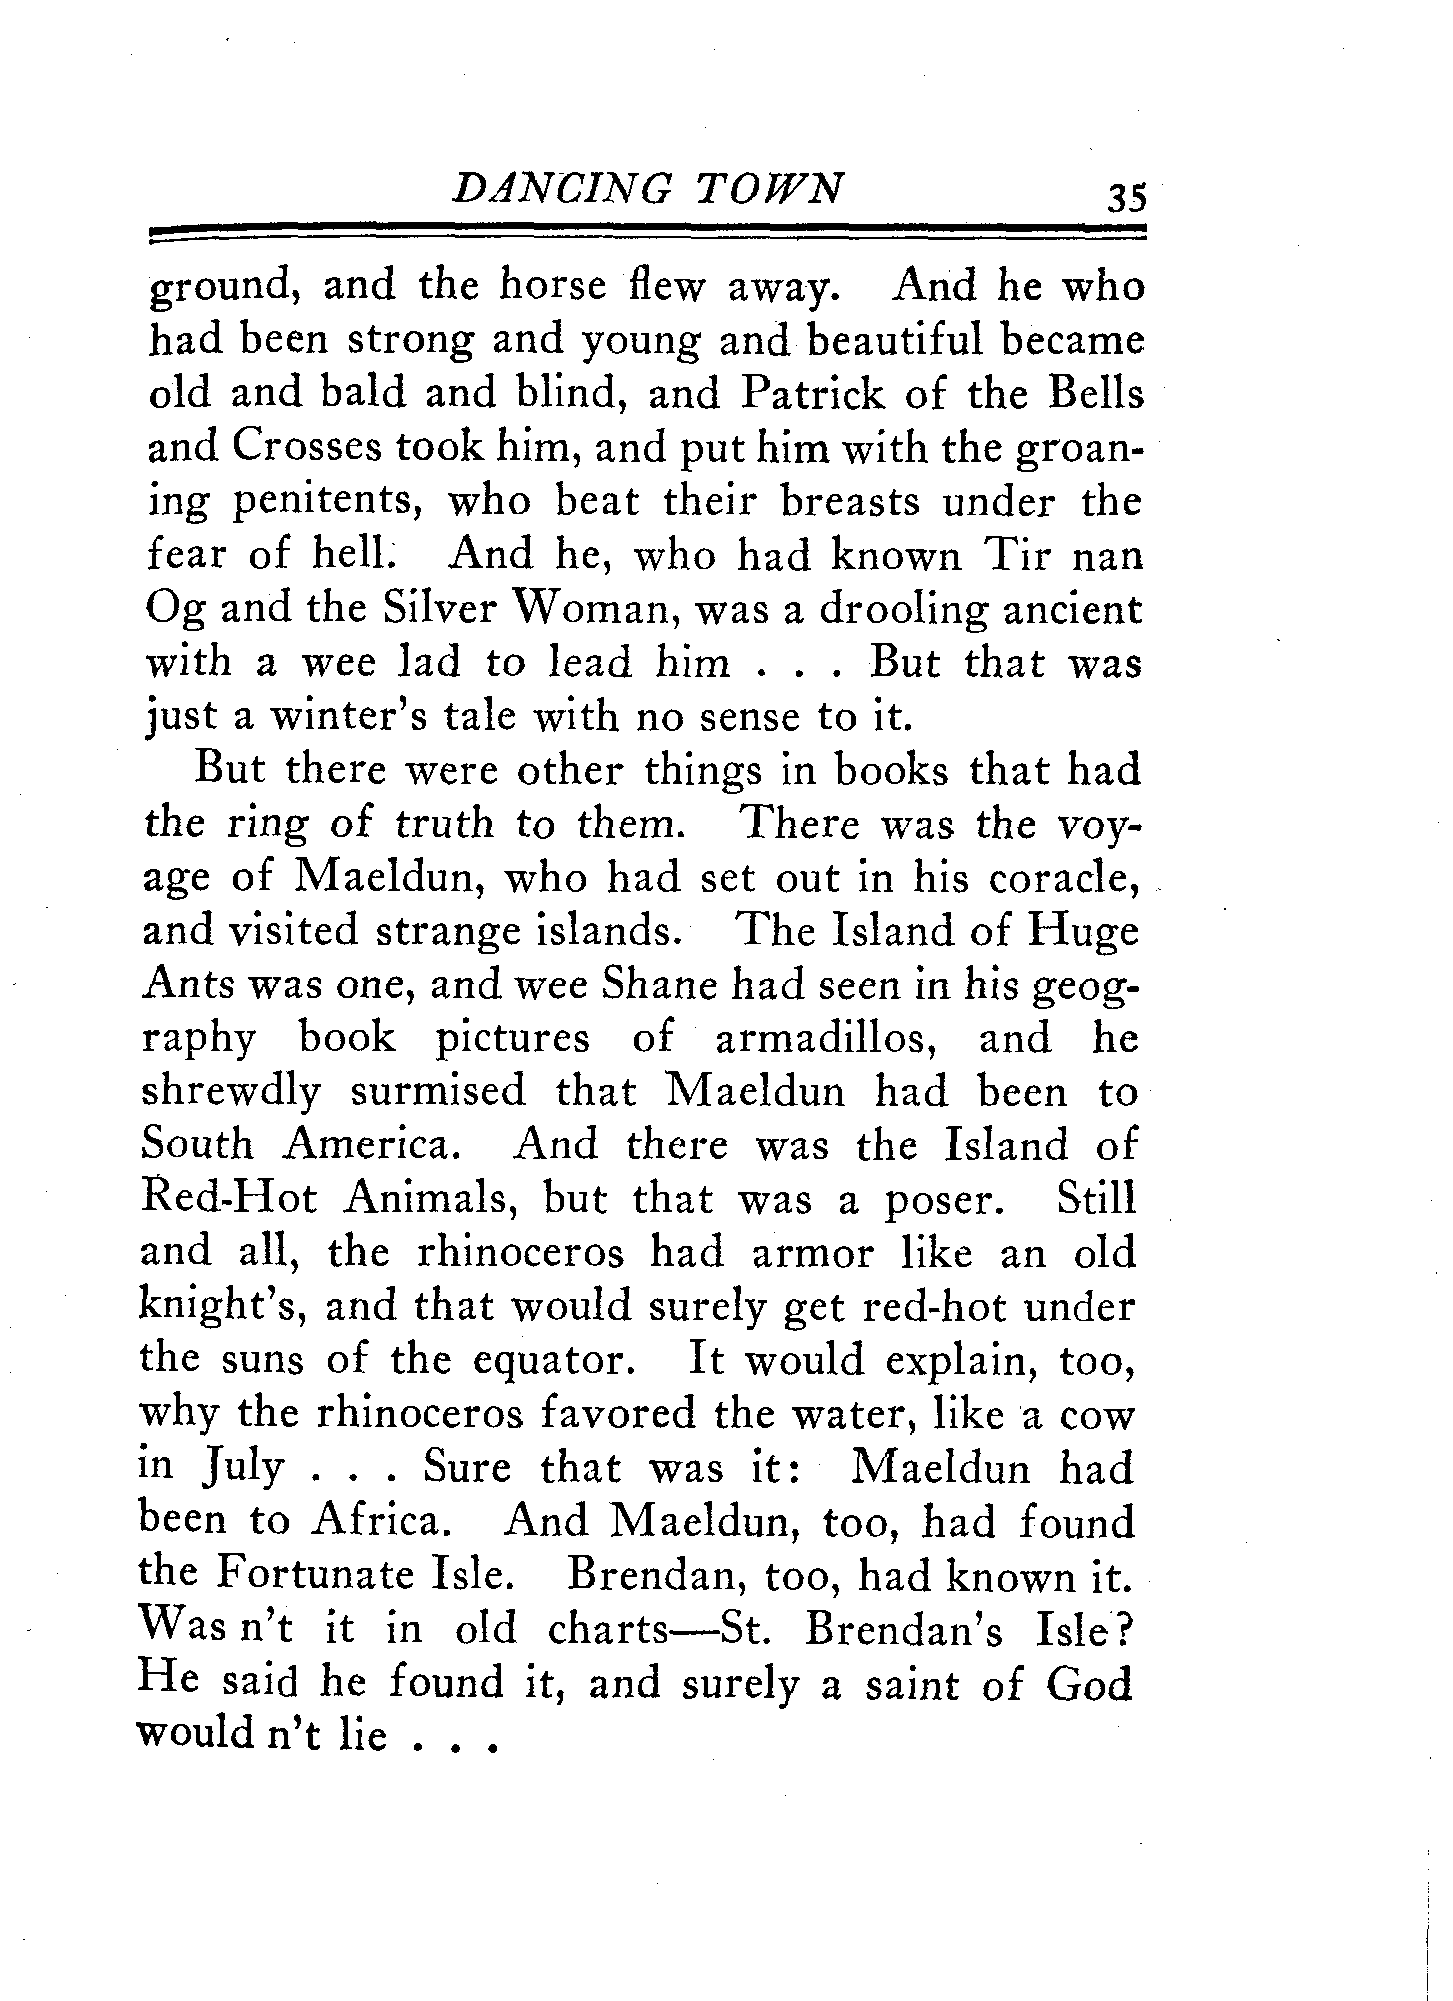 DANCING TOWN 35
ground, and the horse flew away. And he who
had been strong and young and beautiful became
old and bald and blind, and Patrick of the Bells
and Crosses took him, and put him with the groan-
ing penitents, who beat their breasts under the
fear of hell. And he, who had known Tir nan
Og and the Silver Woman, was a drooling ancient
with a wee lad to lead him . . . But that was
just a winter's tale with no sense to it.
But there were other things in books that had
the ring of truth to them. There was the voy-
age of Maeldun, who had set out in his coracle,
and visited strange islands. The Island of Huge
Ants was one, and wee Shane had seen in his geog-
raphy book pictures of armadillos, and he
shrewdly surmised that Maeldun had been to
South America. And there was the Island of
Red-Hot Animals, but that was a poser. Still
and all, the rhinoceros had armor like an old
knight's, and that would surely get red-hot under
the suns of the equator. It would explain, too,
why the rhinoceros favored the water, like a cow
in July . . . Sure that was it: Maeldun had
been to Africa. And Maeldun, too, had found
the Fortunate Isle. Brendan, too, had known it.
Was n't it in old charts—St. Brendan's Isle?
He said he found it, and surely a saint of God
would n't lie . . .